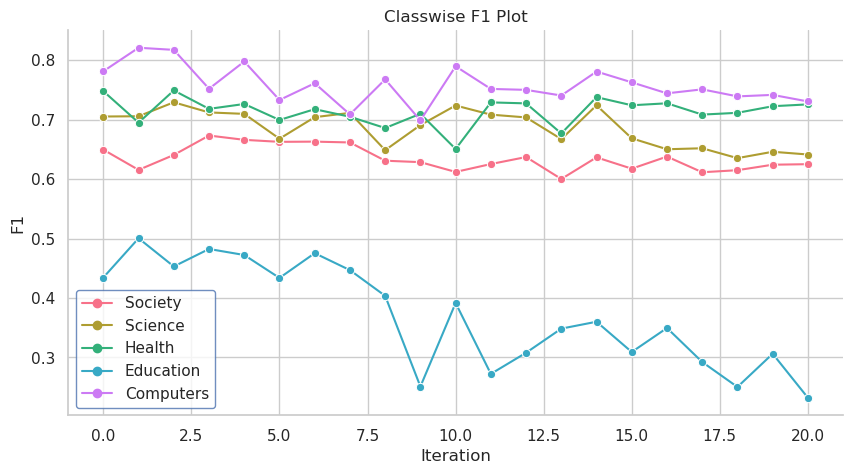 Classwise F1 Plot
F1
0.8
0.7
0.6
0.5
0.4
0.3
Society
Science
Health
Education
Computers
0.0 2.5 5.0 7.5 10.0 12.5 15.0 17.5 20.0
Iteration